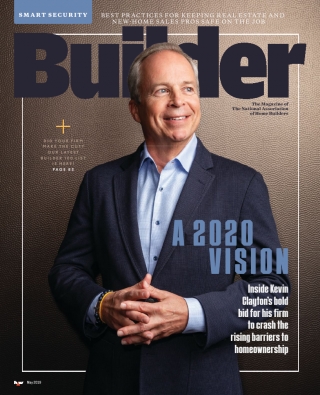 SMART SECURITY
BEST PRACTICES FOR KEEPING REAL ESTATE AND
NEW-HOME SALES PROS SAFE ON THE JOB
Builder
The Magazine of
The National Association
of Home Builders
DID YOUR FIRM
MAKE THE CUT?
OUR LATEST
BUILDER 100 LIST
IS HERE!
PAGE 83
A 2020
VISION
Inside Kevin
Clayton's bold
bid for his firm
to crash the
rising barriers to
homeownership
May 2019